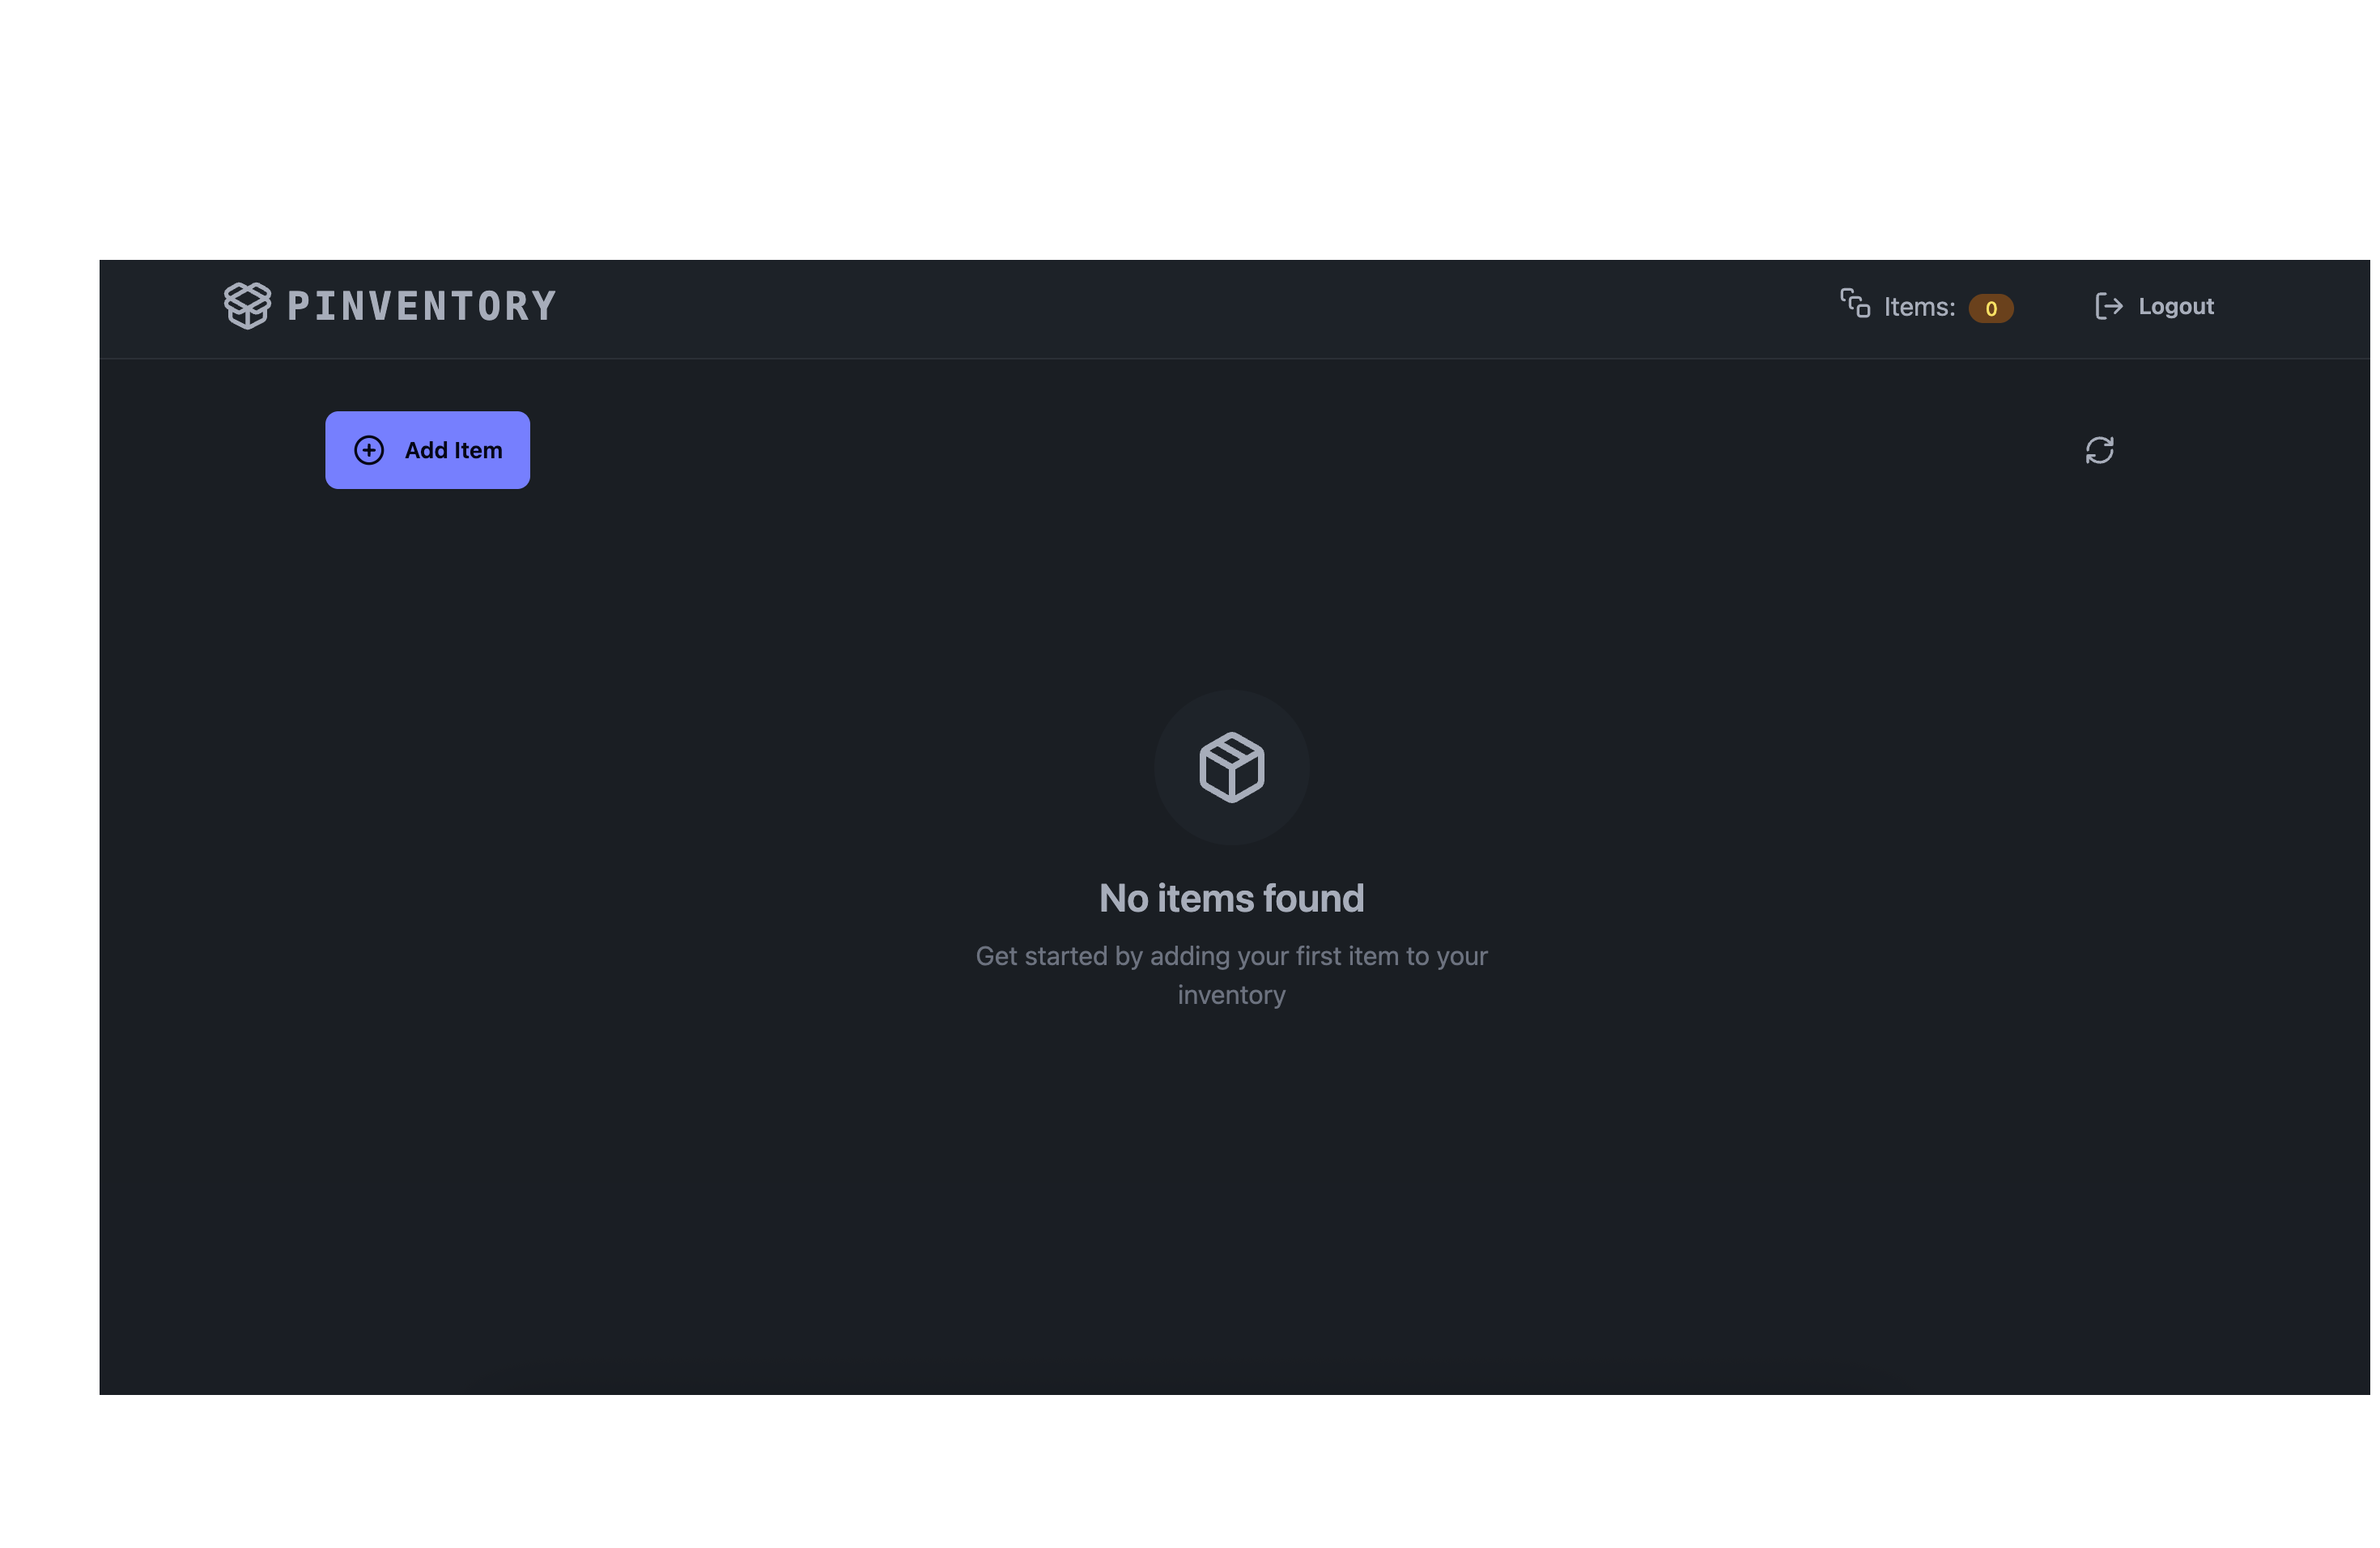 PINVENTORY
Items: 0
Logout
Add Item
No items found
Get started by adding your first item to your
inventory